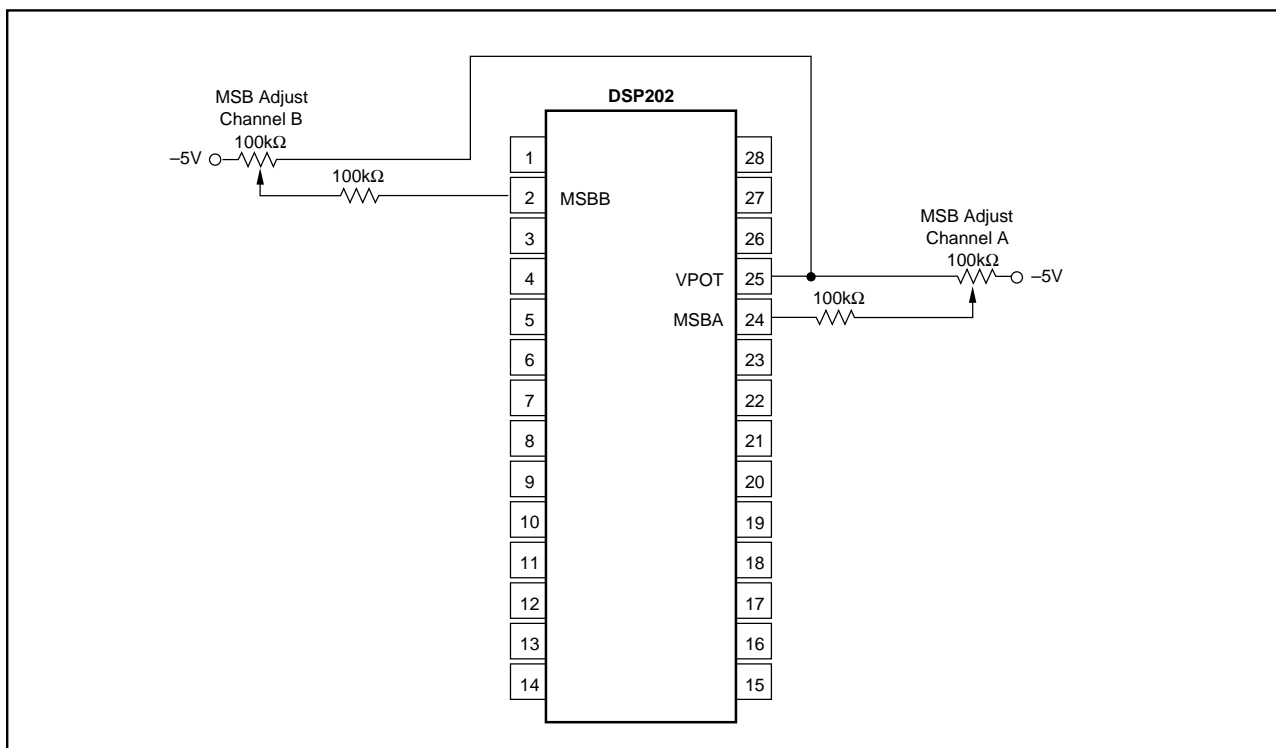 DSP202
MSB Adjust
Channel B
100kΩ
–5V
100kΩ
1
2
3
4
5
6
7
8
9
10
11
12
13
14
MSBB
VPOT
MSBA
28
27
26
25
24
23
22
21
20
19
18
17
16
15
MSB Adjust
Channel A
100kΩ
–5V
100kΩ